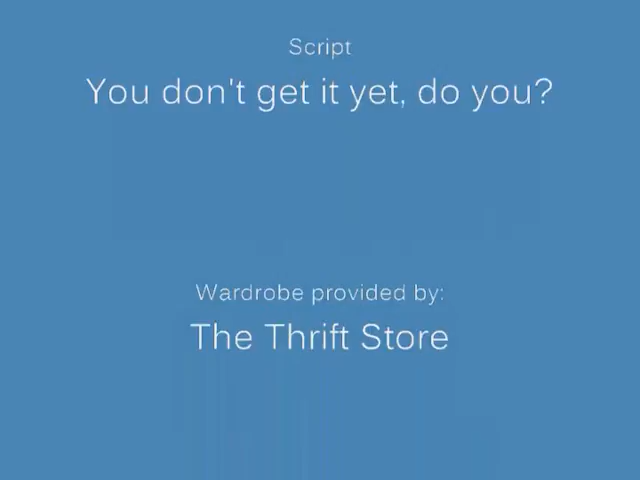 Script
You don't get it yet, do you?
Wardrobe provided by:
The Thrift Store